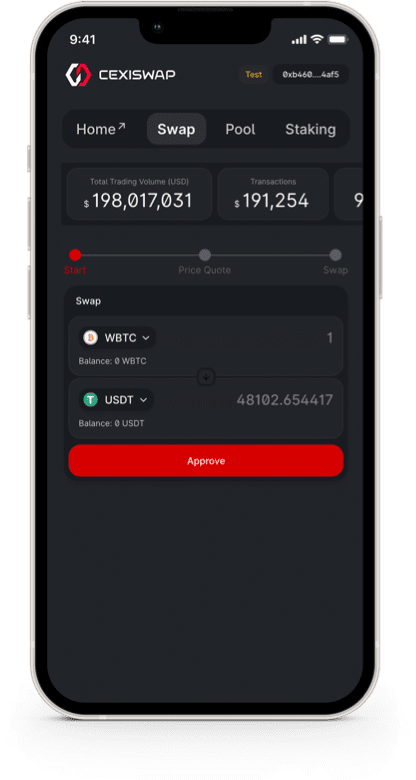 9:41
CEXISWAP
Test
0xb460....4af5
Home↗
Swap
Pool
Staking
Total Trading Volume (USD)
$ 198,017,031
Transactions
$ 191,254
9
Start
Price Quote
Swap
Swap
WBTC
1
Balance: 0 WBTC
USDT
48102.654417
Balance: 0 USDT
Approve